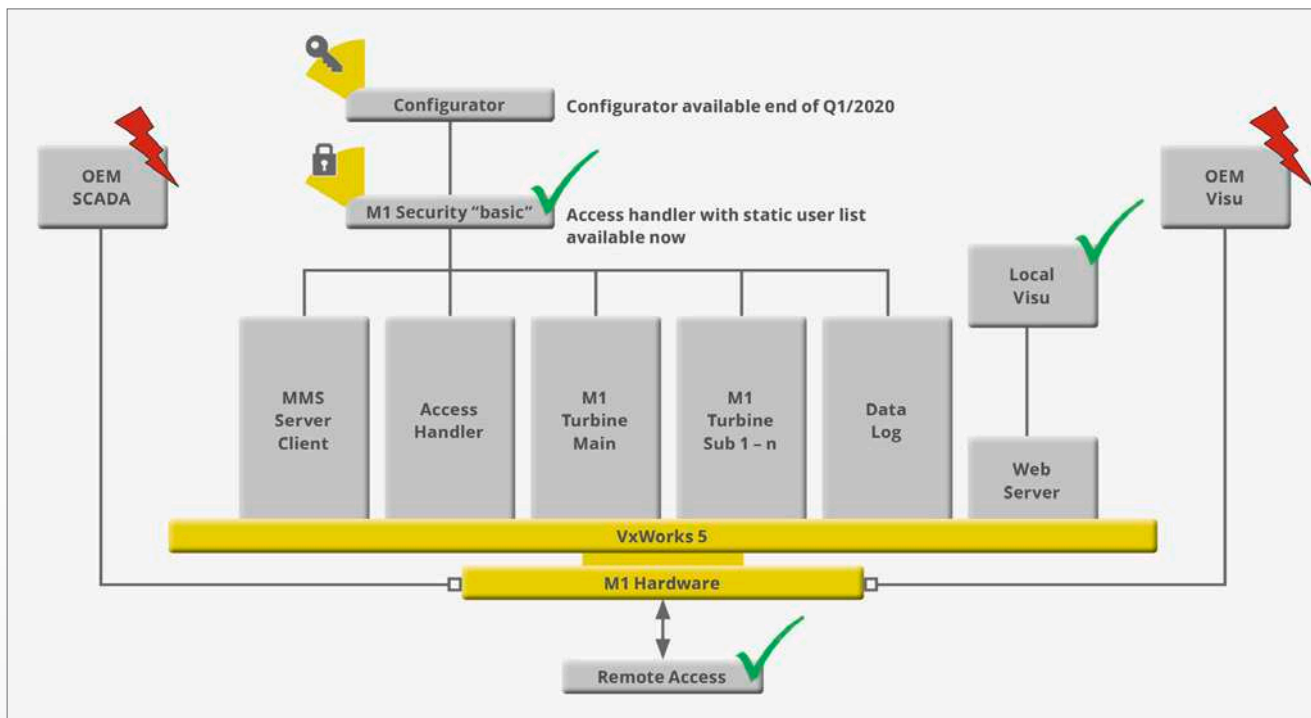 Configurator
Configurator available end of Q1/2020
OEM
SCADA
OEM
Visu
M1 Security “basic“
Access handler with static user list
available now
Local
Visu
MMS
Server
Client
Access
Handler
M1
Turbine
Main
M1
Turbine
Sub 1 – n
Data
Log
Web
Server
VxWorks 5
M1 Hardware
Remote Access